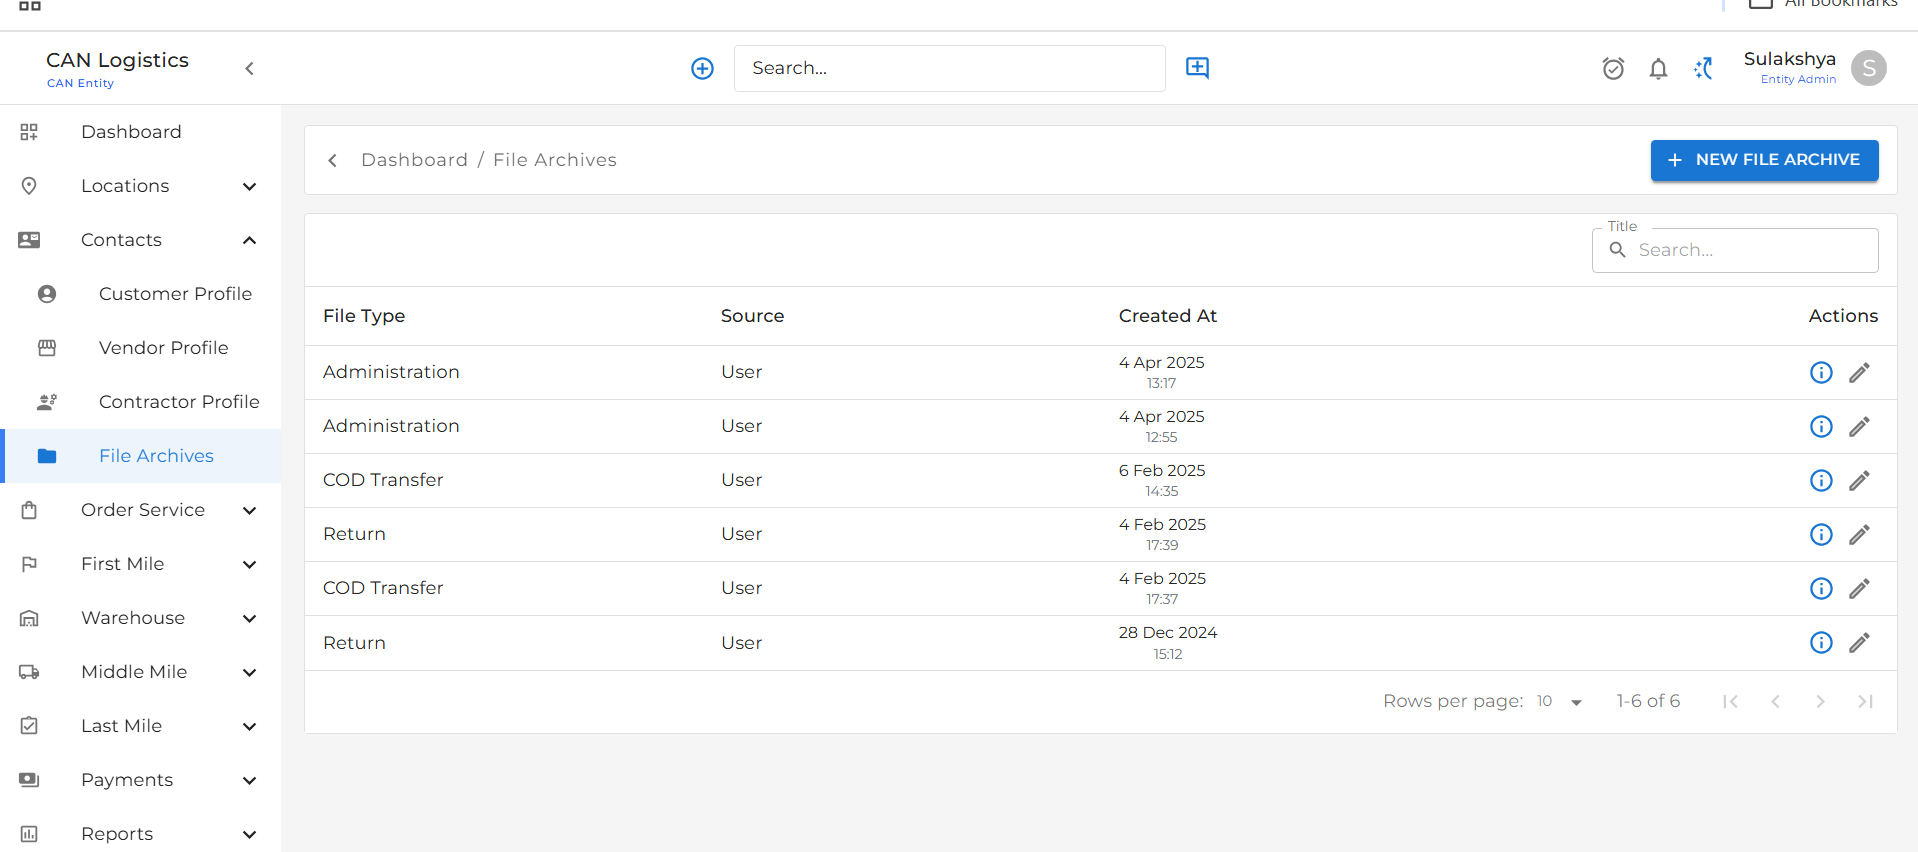 All Bookmarks
CAN Logistics
CAN Entity
Search...
Sulakshya
Entity Admin
S
Dashboard
Locations
Contacts
Customer Profile
Vendor Profile
Contractor Profile
File Archives
Order Service
First Mile
Warehouse
Middle Mile
Last Mile
Payments
Reports
Dashboard / File Archives
+ NEW FILE ARCHIVE
Title
Search...
File Type Source Created At Actions
Administration User 4 Apr 2025
13:17
Administration User 4 Apr 2025
12:55
COD Transfer User 6 Feb 2025
14:35
Return User 4 Feb 2025
17:39
COD Transfer User 4 Feb 2025
17:37
Return User 28 Dec 2024
15:12
Rows per page: 10 1-6 of 6